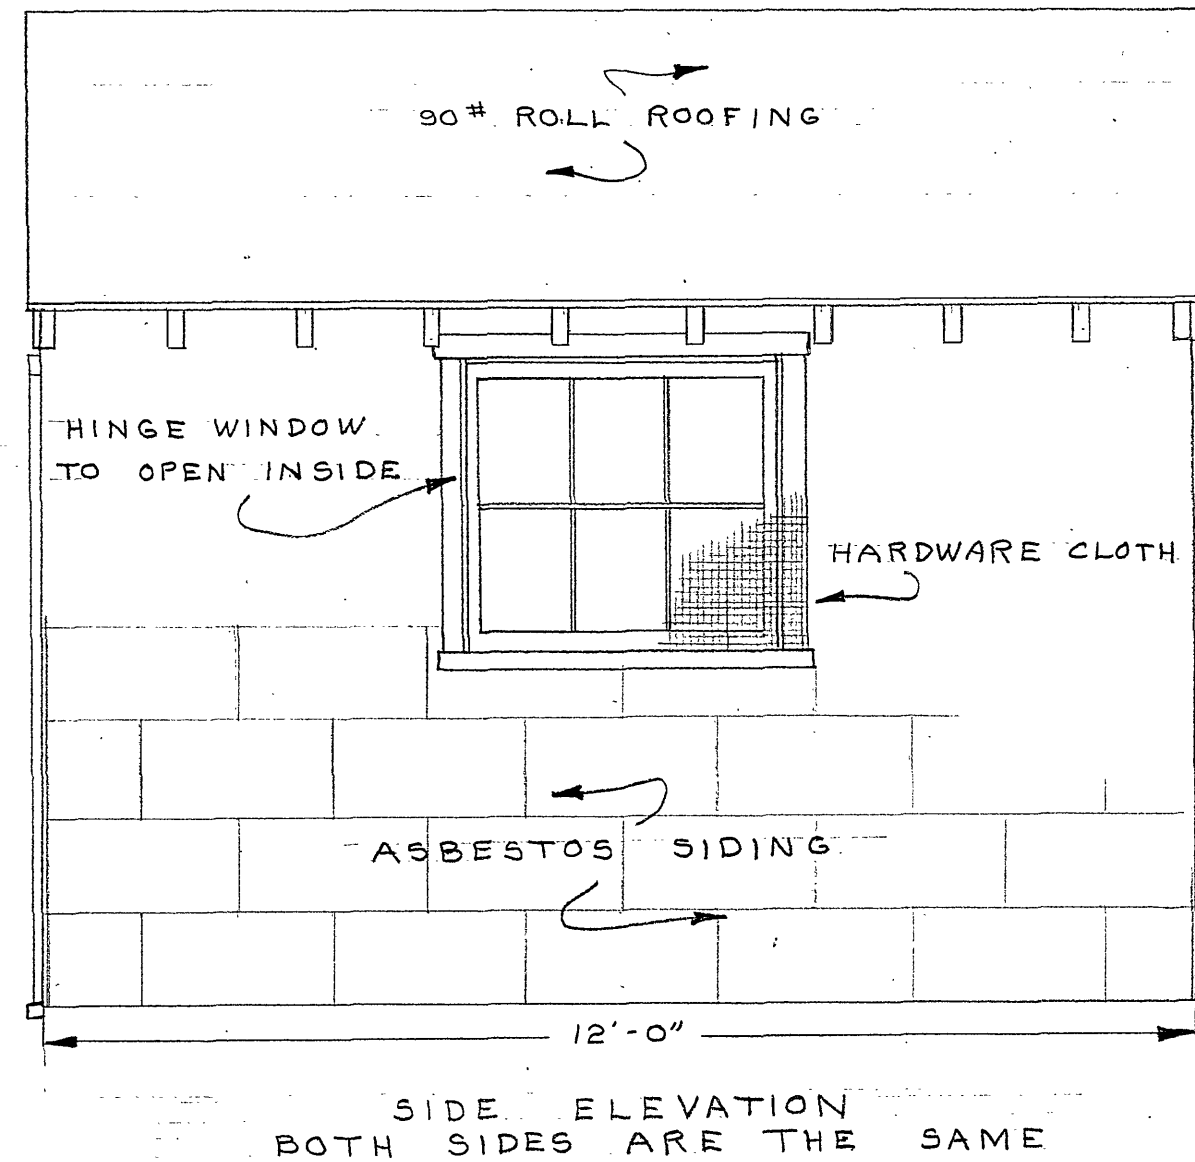 90# ROLL ROOFING
HINGE WINDOW
TO OPEN INSIDE
HARDWARE CLOTH
ASBESTOS SIDING
12'-0"
SIDE ELEVATION
BOTH SIDES ARE THE SAME